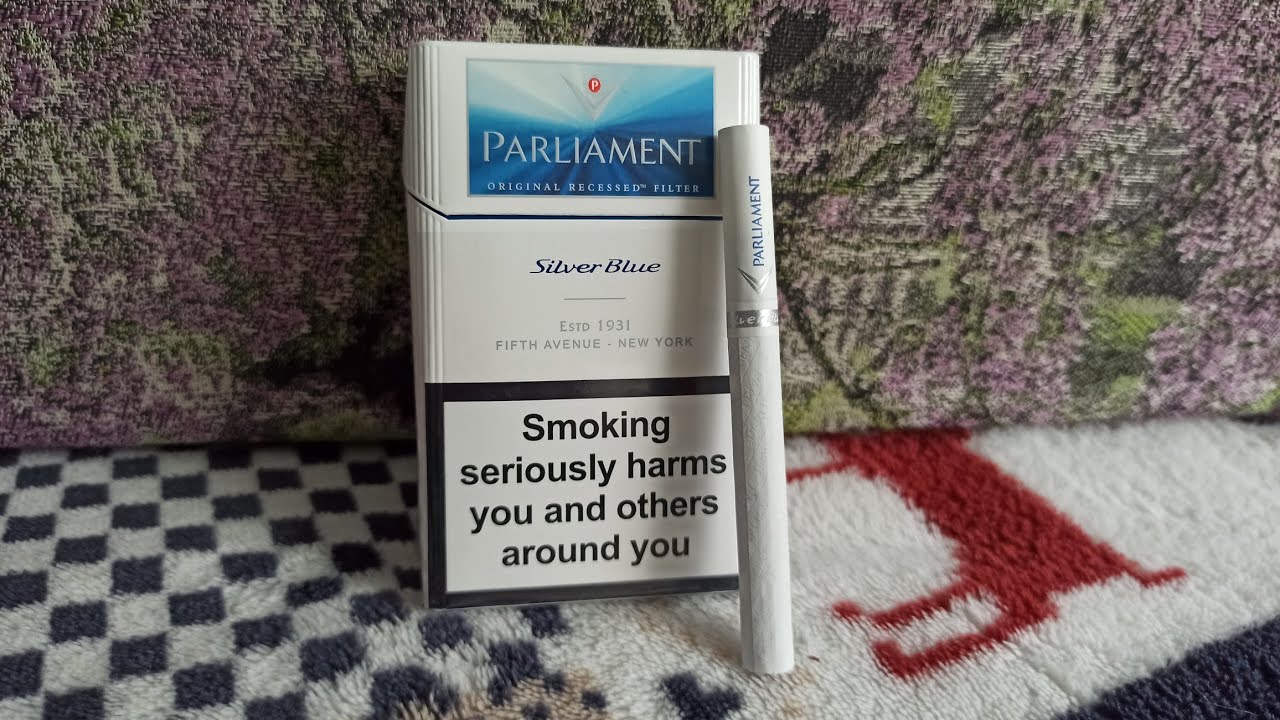 P
PARLIAMENT
ORIGINAL RECESSED™ FILTER
Silver Blue
ESTD 1931
FIFTH AVENUE - NEW YORK
Smoking
seriously harms
you and others
around you
PARLIAMENT